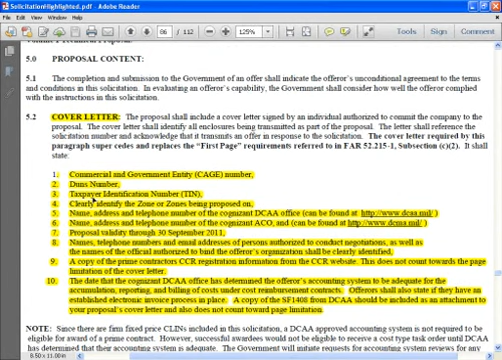 SolicitationHighlighted.pdf - Adobe Reader
File Edit View Window Help
66 / 112 125% Tools Sign Comment
5.0 PROPOSAL CONTENT:
5.1 The completion and submission to the Government of an offer shall indicate the offeror's unconditional agreement to the terms
and conditions in this solicitation. In evaluating an offeror's capability, the Government shall consider how well the offeror complied
with the instructions in this solicitation.
5.2 COVER LETTER: The proposal shall include a cover letter signed by an individual authorized to commit the company to the
proposal. The cover letter shall identify all enclosures being transmitted as part of the proposal. The letter shall reference the
solicitation number and acknowledge that it transmits an offer in response to the solicitation. The cover letter required by this
paragraph super cedes and replaces the "First Page" requirements referred to in FAR 52.215-1, Subsection (c)(2). It shall
state:
1. Commercial and Government Entity (CAGE) number,
2. Duns Number,
3. Taxpayer Identification Number (TIN),
4. Clearly identify the Zone or Zones being proposed on,
5. Name, address and telephone number of the cognizant DCAA office (can be found at http://www.dcaa.mil/ )
6. Name, address and telephone number of the cognizant ACO, and (can be found at http://www.dcma.mil/ )
7. Proposal validity through 30 September 2011,
8. Names, telephone numbers and email addresses of persons authorized to conduct negotiations, as well as
the names of the official authorized to bind the offeror's organization shall be clearly identified,
9. A copy of the prime contractors CCR registration information from the CCR website. This does not count towards the page
limitation of the cover letter.
10. The date that the cognizant DCAA office has determined the offeror's accounting system to be adequate for the
accumulation, reporting, and billing of costs under cost reimbursement contracts. Offerors shall also state if they have an
established electronic invoice process in place. A copy of the SF1408 from DCAA should be included as an attachment to
your proposal's cover letter and also does not count toward page limitation.
NOTE: Since there are firm fixed price CLINs included in this solicitation, a DCAA approved accounting system is not required to be
eligible for award of a prime contract. However, successful awardees would not be eligible to receive a cost type task order until DCAA
has determined that their accounting system is adequate. The Government will initiate requests for accounting system reviews for any
8.50 x 11.00 in